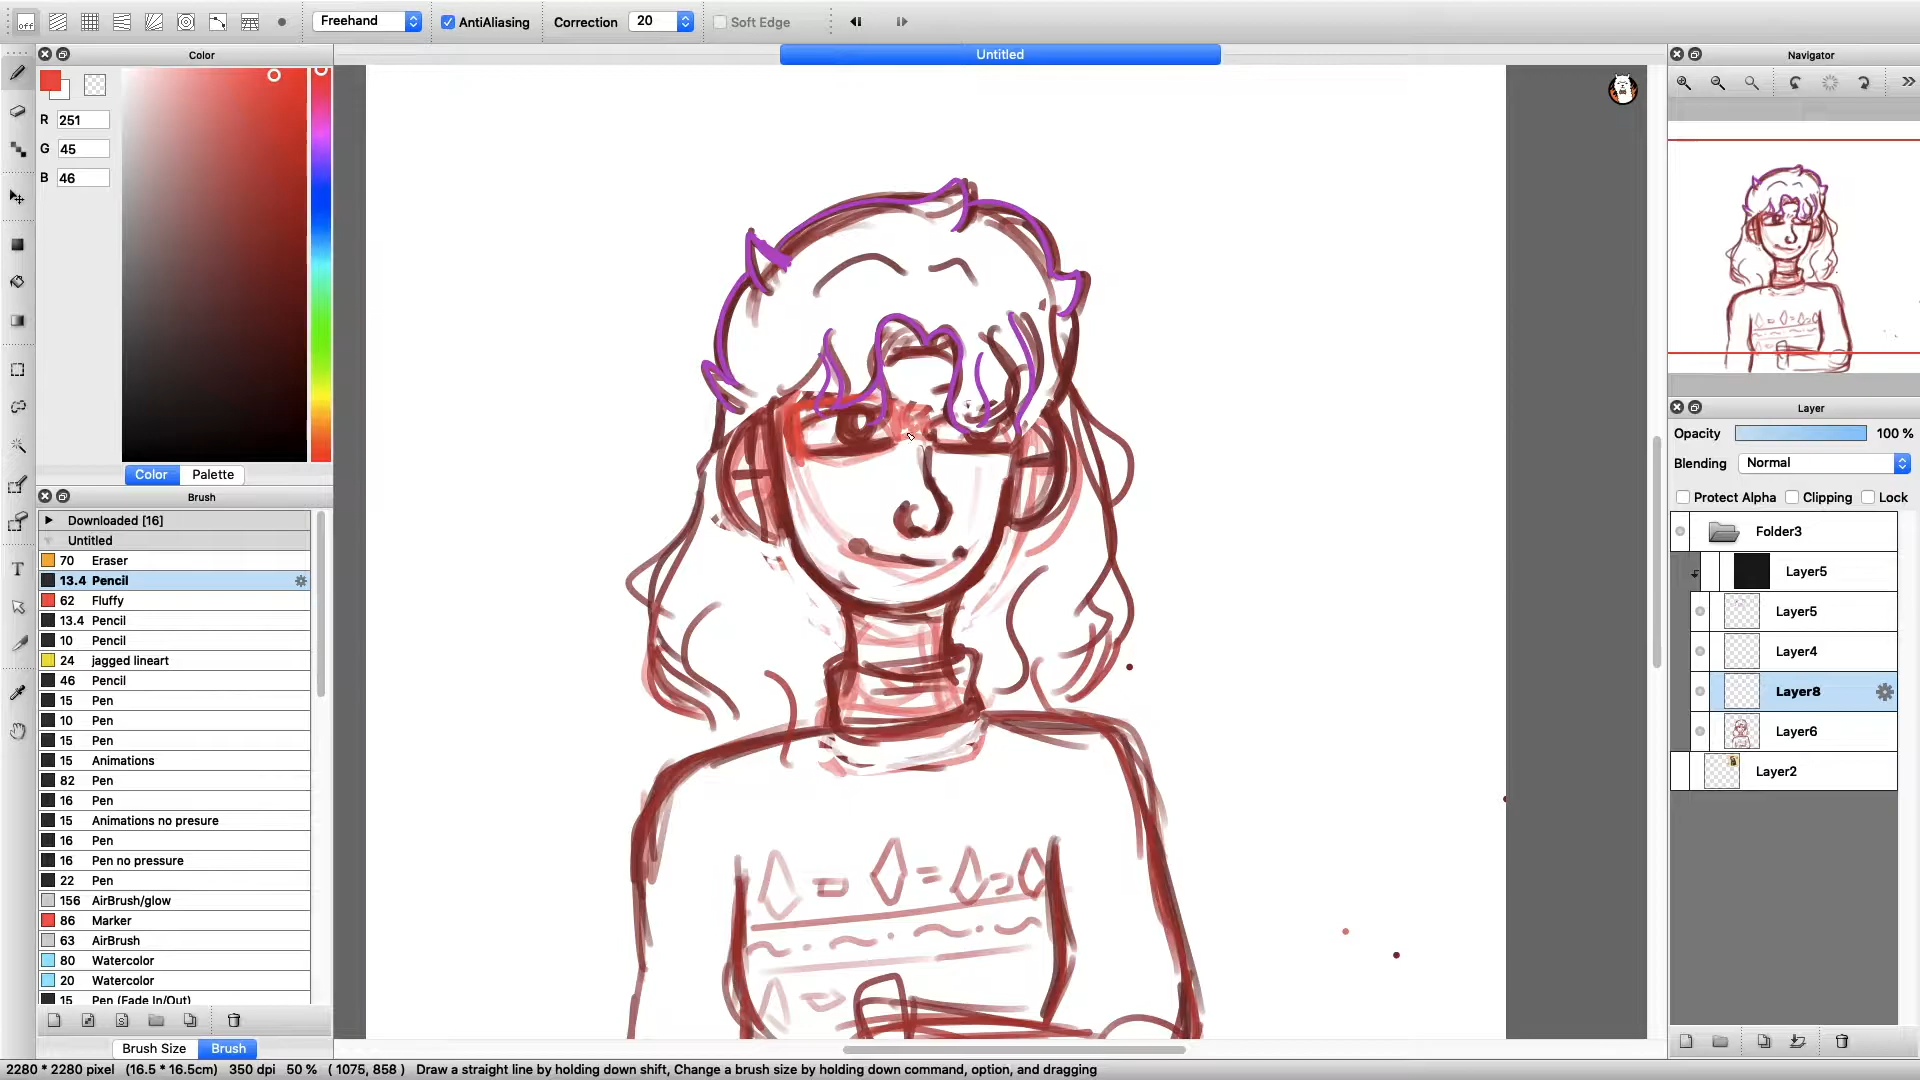 off
Freehand
AntiAliasing
Correction
20
Soft Edge
Color
Untitled
Navigator
R 251
G 45
B 46
Color
Palette
Brush
Downloaded [16]
Untitled
70 Eraser
13.4 Pencil
62 Fluffy
13.4 Pencil
10 Pencil
24 jagged lineart
46 Pencil
15 Pen
10 Pen
15 Pen
15 Animations
82 Pen
16 Pen
15 Animations no presure
16 Pen
16 Pen no pressure
22 Pen
156 AirBrush/glow
86 Marker
63 AirBrush
80 Watercolor
20 Watercolor
15 Pen (Fade In/Out)
Brush Size
Brush
Layer
Opacity 100 %
Blending Normal
Protect Alpha
Clipping
Lock
Folder3
Layer5
Layer5
Layer4
Layer8
Layer6
Layer2
2280 * 2280 pixel (16.5 * 16.5cm) 350 dpi 50 % ( 1075, 858 ) Draw a straight line by holding down shift, Change a brush size by holding down command, option, and dragging